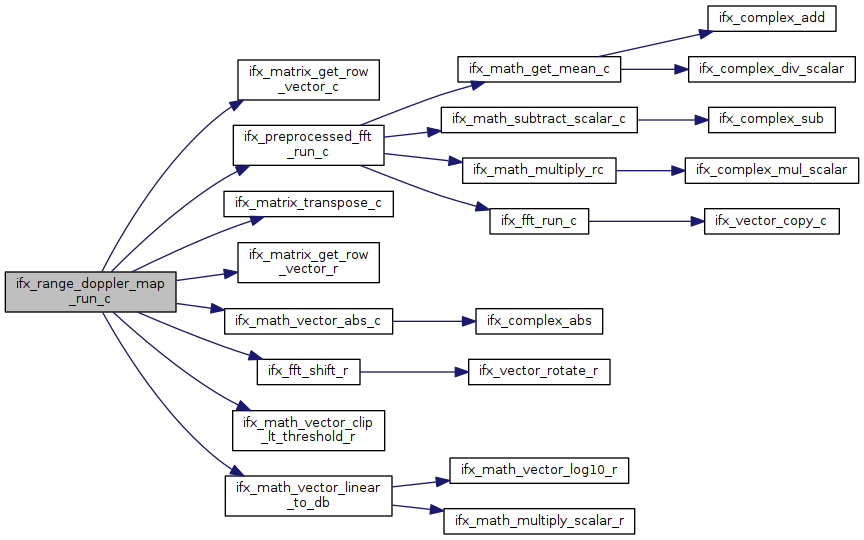 ifx_range_doppler_map
_run_c
ifx_matrix_get_row
_vector_c
ifx_preprocessed_fft
_run_c
ifx_matrix_transpose_c
ifx_matrix_get_row
_vector_r
ifx_math_vector_abs_c
ifx_fft_shift_r
ifx_math_vector_clip
_lt_threshold_r
ifx_math_vector_linear
_to_db
ifx_math_get_mean_c
ifx_math_subtract_scalar_c
ifx_math_multiply_rc
ifx_fft_run_c
ifx_complex_abs
ifx_vector_rotate_r
ifx_math_vector_log10_r
ifx_math_multiply_scalar_r
ifx_complex_add
ifx_complex_div_scalar
ifx_complex_sub
ifx_complex_mul_scalar
ifx_vector_copy_c